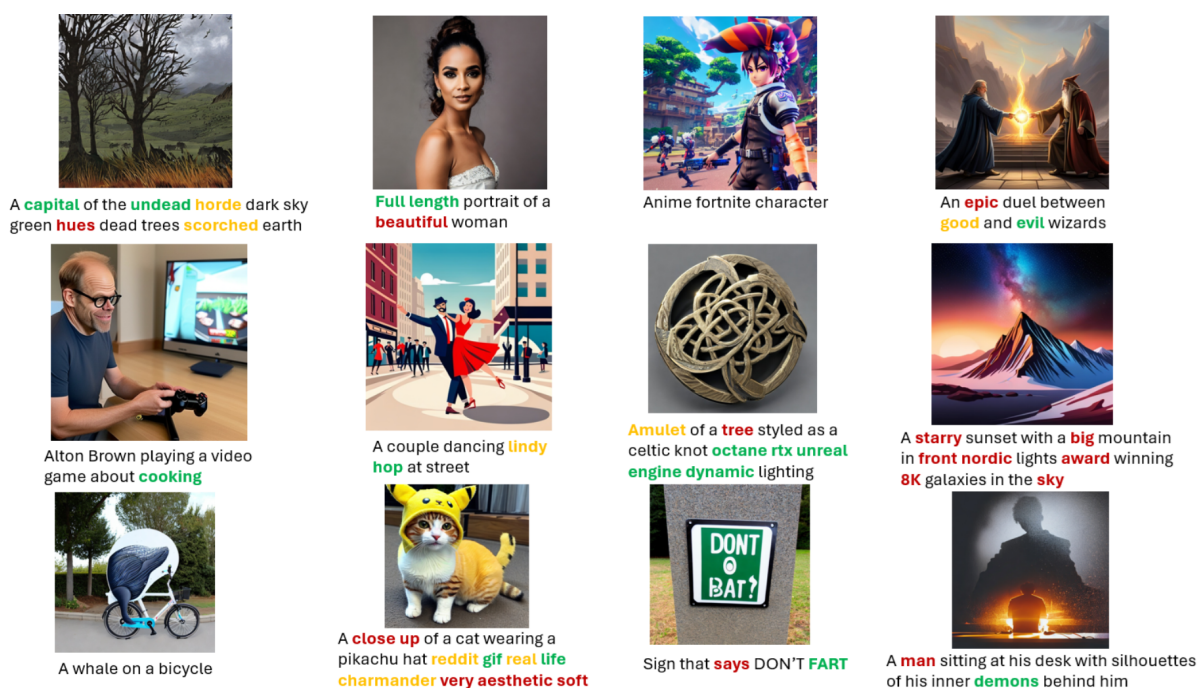 A capital of the undead horde dark sky
green hues dead trees scorched earth
Full length portrait of a
beautiful woman
Anime fortnite character
An epic duel between
good and evil wizards
Alton Brown playing a video
game about cooking
A couple dancing lindy
hop at street
Amulet of a tree styled as a
celtic knot octane rtx unreal
engine dynamic lighting
A starry sunset with a big mountain
in front nordic lights award winning
8K galaxies in the sky
A whale on a bicycle
A close up of a cat wearing a
pikachu hat reddit gif real life
charmander very aesthetic soft
DONT
O
BAT?
Sign that says DON'T FART
A man sitting at his desk with silhouettes
of his inner demons behind him